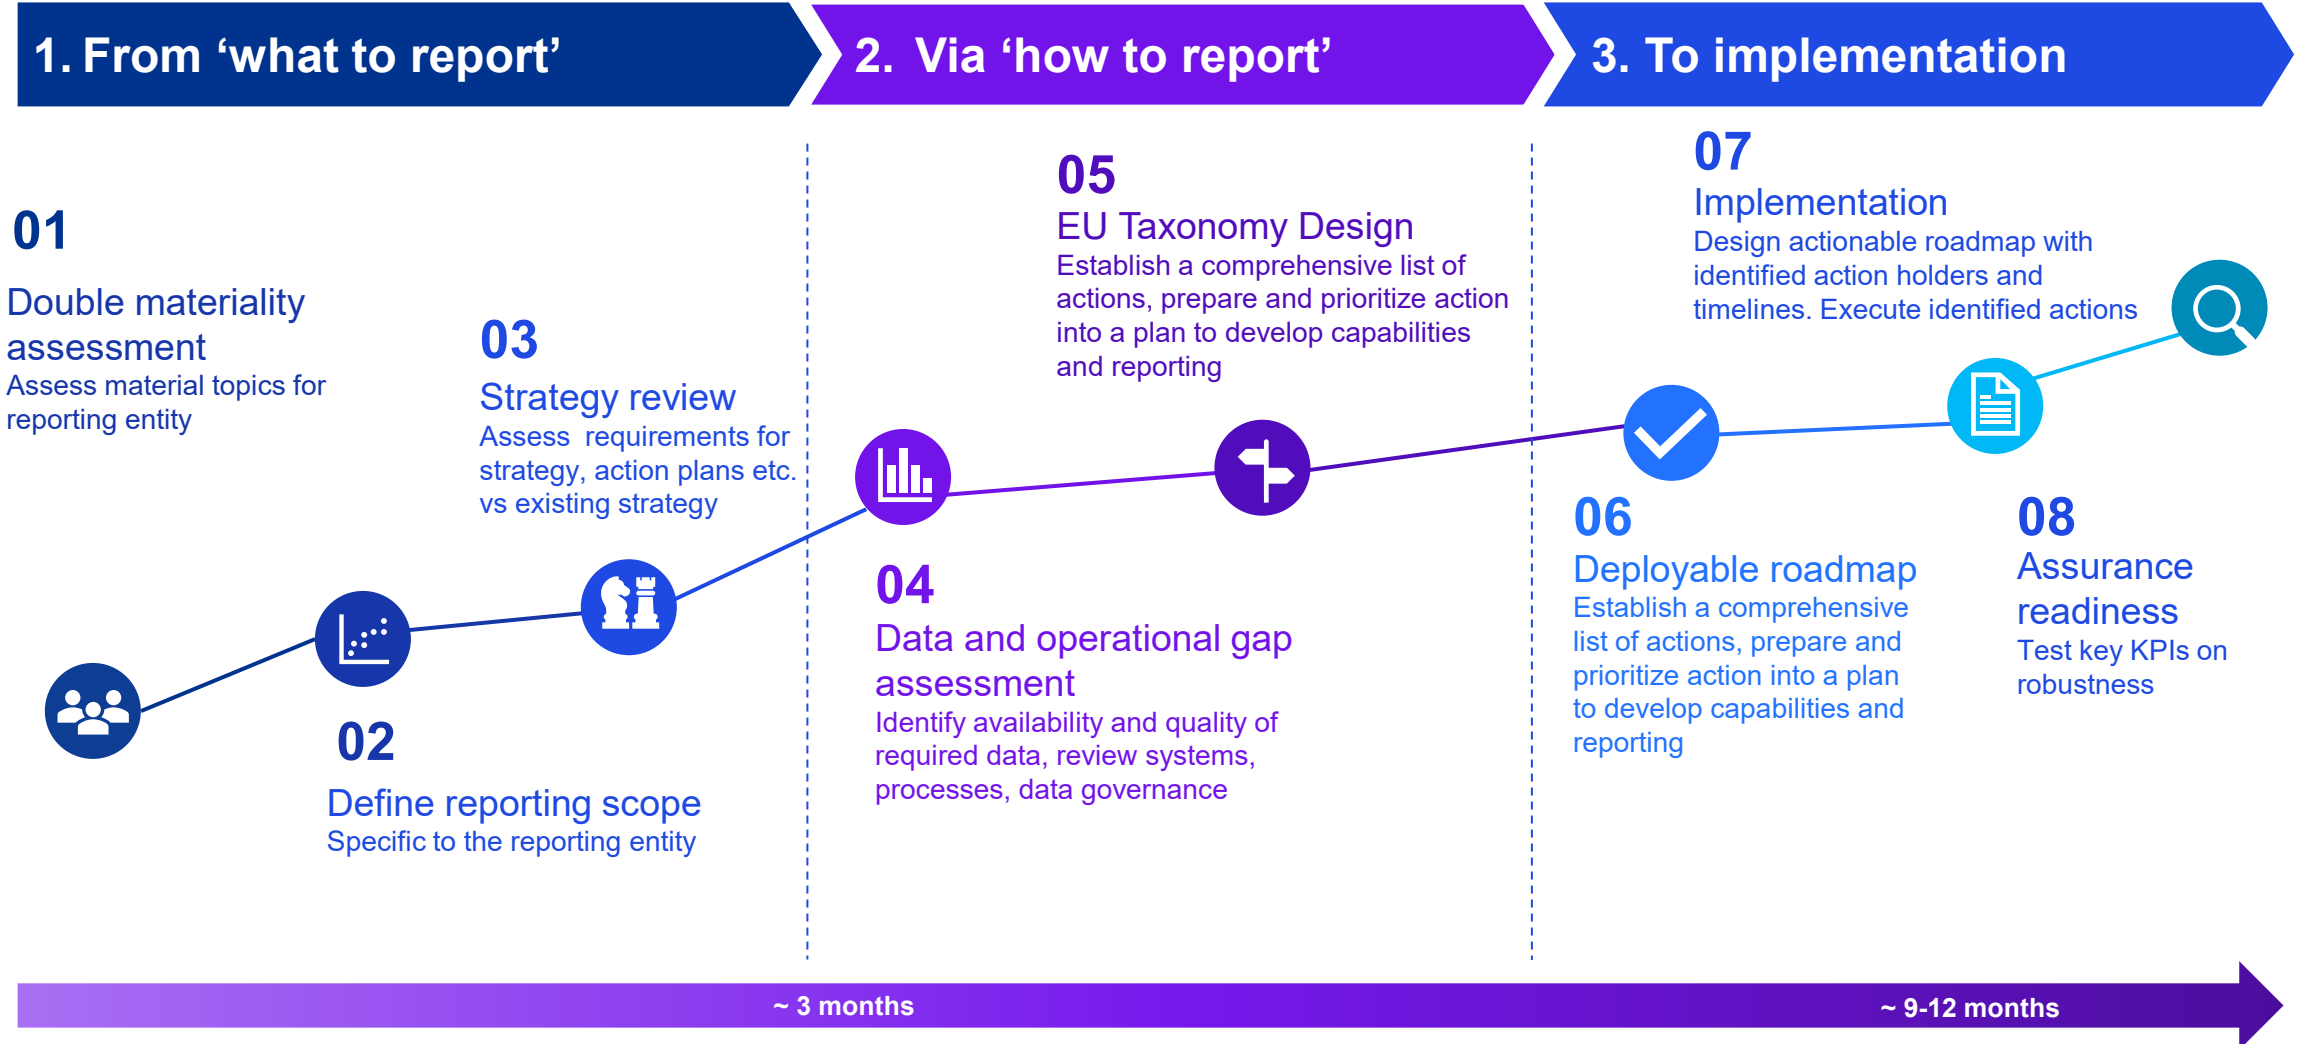 1. From ‘what to report’
2. Via ‘how to report’
3. To implementation
01
Double materiality
assessment
Assess material topics for
reporting entity
02
Define reporting scope
Specific to the reporting entity
03
Strategy review
Assess requirements for
strategy, action plans etc.
vs existing strategy
04
Data and operational gap
assessment
Identify availability and quality of
required data, review systems,
processes, data governance
05
EU Taxonomy Design
Establish a comprehensive list of
actions, prepare and prioritize action
into a plan to develop capabilities
and reporting
06
Deployable roadmap
Establish a comprehensive
list of actions, prepare and
prioritize action into a plan
to develop capabilities and
reporting
07
Implementation
Design actionable roadmap with
identified action holders and
timelines. Execute identified actions
08
Assurance
readiness
Test key KPIs on
robustness
~ 3 months
~ 9-12 months